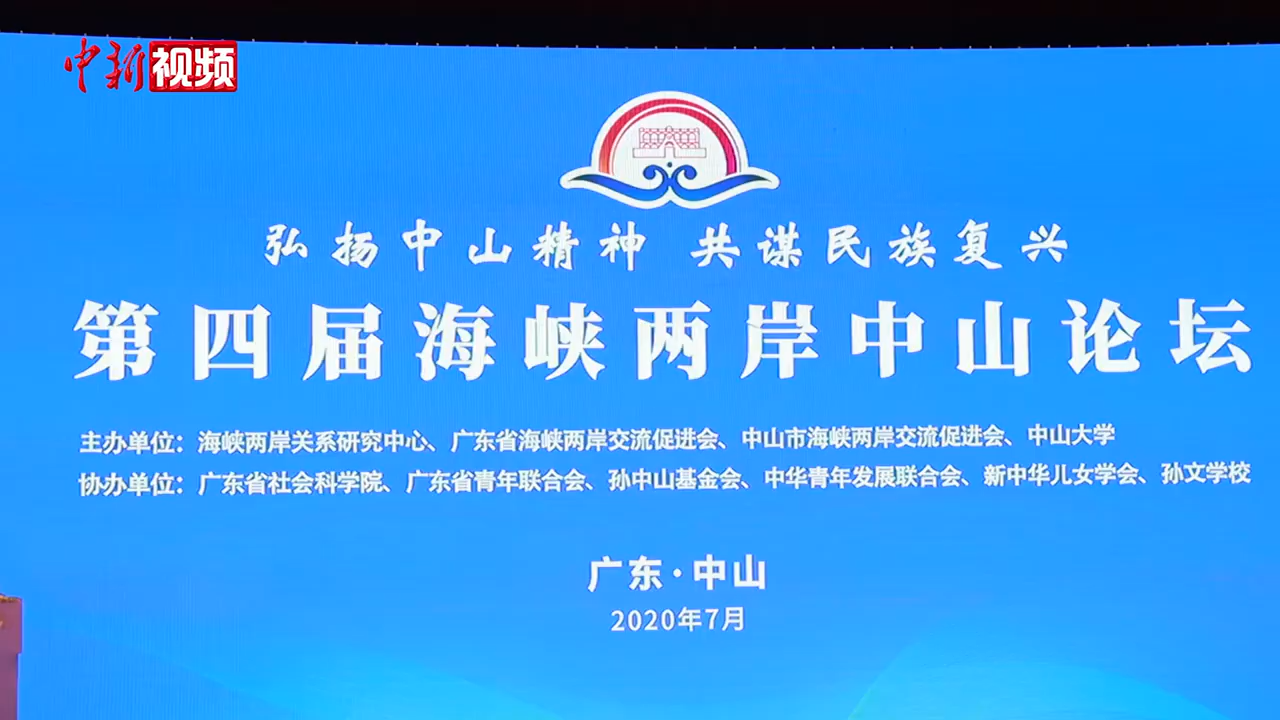 中新视频
弘扬中山精神 共谋民族复兴
第四届海峡两岸中山论坛
主办单位：海峡两岸关系研究中心、广东省海峡两岸交流促进会、中山市海峡两岸交流促进会、中山大学
协办单位：广东省社会科学院、广东省青年联合会、孙中山基金会、中华青年发展联合会、新中华儿女学会、孙文学校
广东·中山
2020年7月